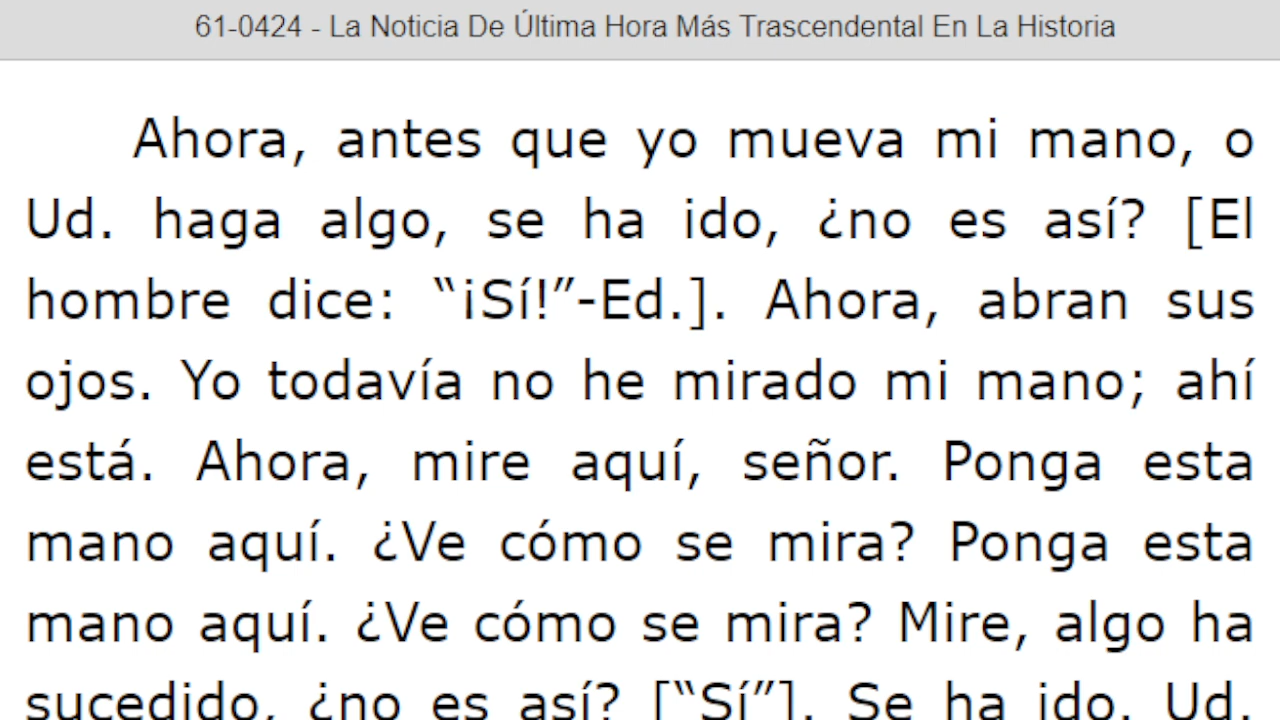 61-0424 - La Noticia De Última Hora Más Trascendental En La Historia
Ahora, antes que yo mueva mi mano, o
Ud. haga algo, se ha ido, ¿no es así? [El
hombre dice: “¡Sí!”-Ed.]. Ahora, abran sus
ojos. Yo todavía no he mirado mi mano; ahí
está. Ahora, mire aquí, señor. Ponga esta
mano aquí. ¿Ve cómo se mira? Ponga esta
mano aquí. ¿Ve cómo se mira? Mire, algo ha
sucedido, ¿no es así? [“Sí”]. Se ha ido. Ud.